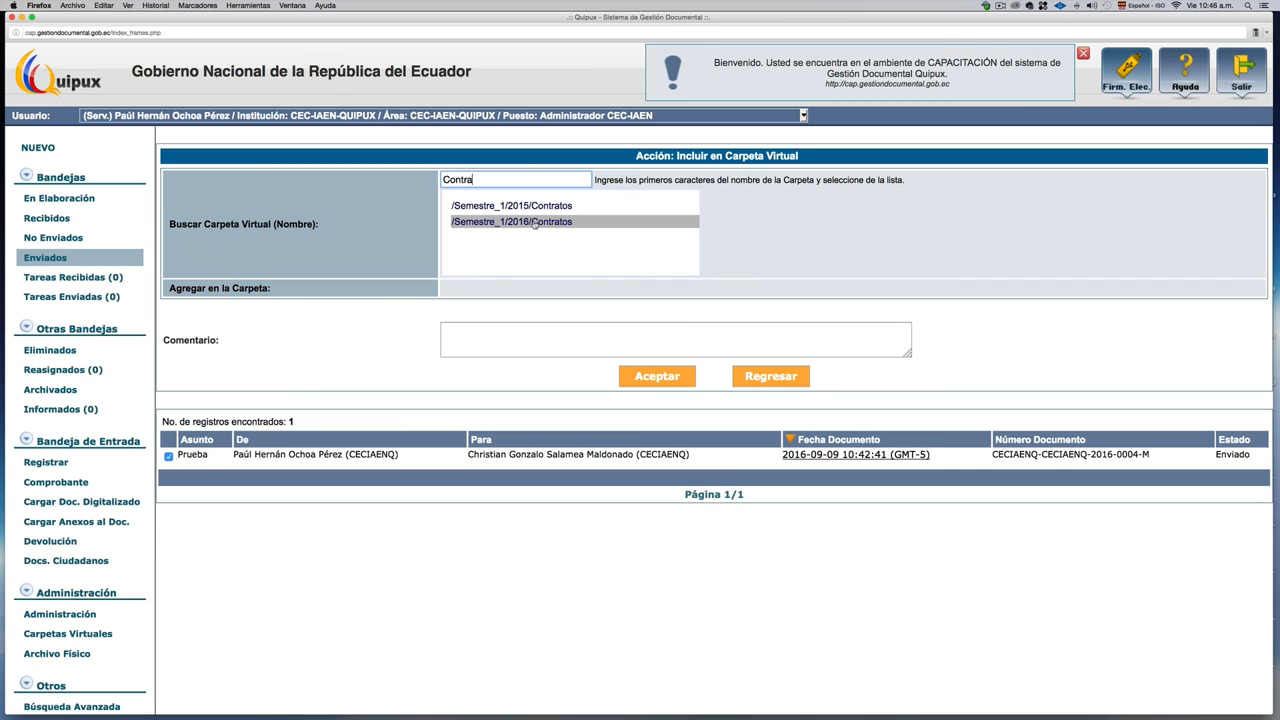 Firefox Archivo Editar Ver Historial Marcadores Herramientas Ventana Ayuda Español - ISO Vie 10:46 a.m.
.:: Quipux - Sistema de Gestión Documental ::.
cap.gestiondocumental.gob.ec/index_frames.php
Quipux
Gobierno Nacional de la República del Ecuador
Bienvenido. Usted se encuentra en el ambiente de CAPACITACIÓN del sistema de
Gestión Documental Quipux.
http://cap.gestiondocumental.gob.ec
Firm. Elec. Ayuda Salir
Usuario: (Serv.) Paúl Hernán Ochoa Pérez / Institución: CEC-IAEN-QUIPUX / Área: CEC-IAEN-QUIPUX / Puesto: Administrador CEC-IAEN
NUEVO
Bandejas
En Elaboración
Recibidos
No Enviados
Enviados
Tareas Recibidas (0)
Tareas Enviadas (0)
Otras Bandejas
Eliminados
Reasignados (0)
Archivados
Informados (0)
Bandeja de Entrada
Registrar
Comprobante
Cargar Doc. Digitalizado
Cargar Anexos al Doc.
Devolución
Docs. Ciudadanos
Administración
Administración
Carpetas Virtuales
Archivo Físico
Otros
Búsqueda Avanzada
Acción: Incluir en Carpeta Virtual
Buscar Carpeta Virtual (Nombre):
Contra Ingrese los primeros caracteres del nombre de la Carpeta y seleccione de la lista.
/Semestre_1/2015/Contratos
/Semestre_1/2016/Contratos
Agregar en la Carpeta:
Comentario:
Aceptar Regresar
No. de registros encontrados: 1
Asunto De Para Fecha Documento Número Documento Estado
Prueba Paúl Hernán Ochoa Pérez (CECIAENQ) Christian Gonzalo Salamea Maldonado (CECIAENQ) 2016-09-09 10:42:41 (GMT-5) CECIAENQ-CECIAENQ-2016-0004-M Enviado
Página 1/1